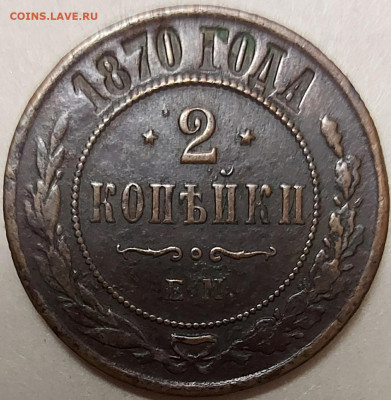 COINS.LAVE.RU
1870 ГОДА
* 2 *
КОПѢЙКИ
Е.М.